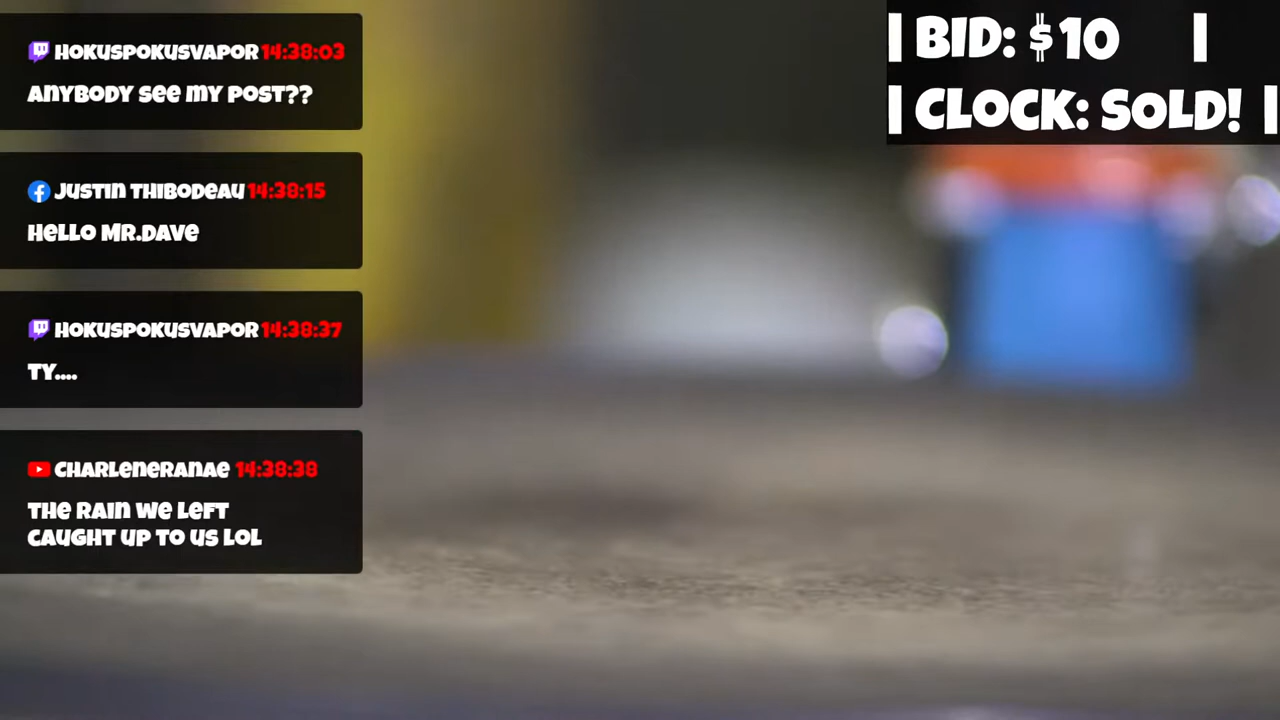 HOKUSPOKUSVAPOR 14:38:03
ANYBODY SEE MY POST??
JUSTIN THIBODEAU 14:38:15
HELLO MR.DAVE
HOKUSPOKUSVAPOR 14:38:37
TY....
CHARLENERANAE 14:38:38
THE RAIN WE LEFT
CAUGHT UP TO US LOL
| BID: $10 |
| CLOCK: SOLD! |